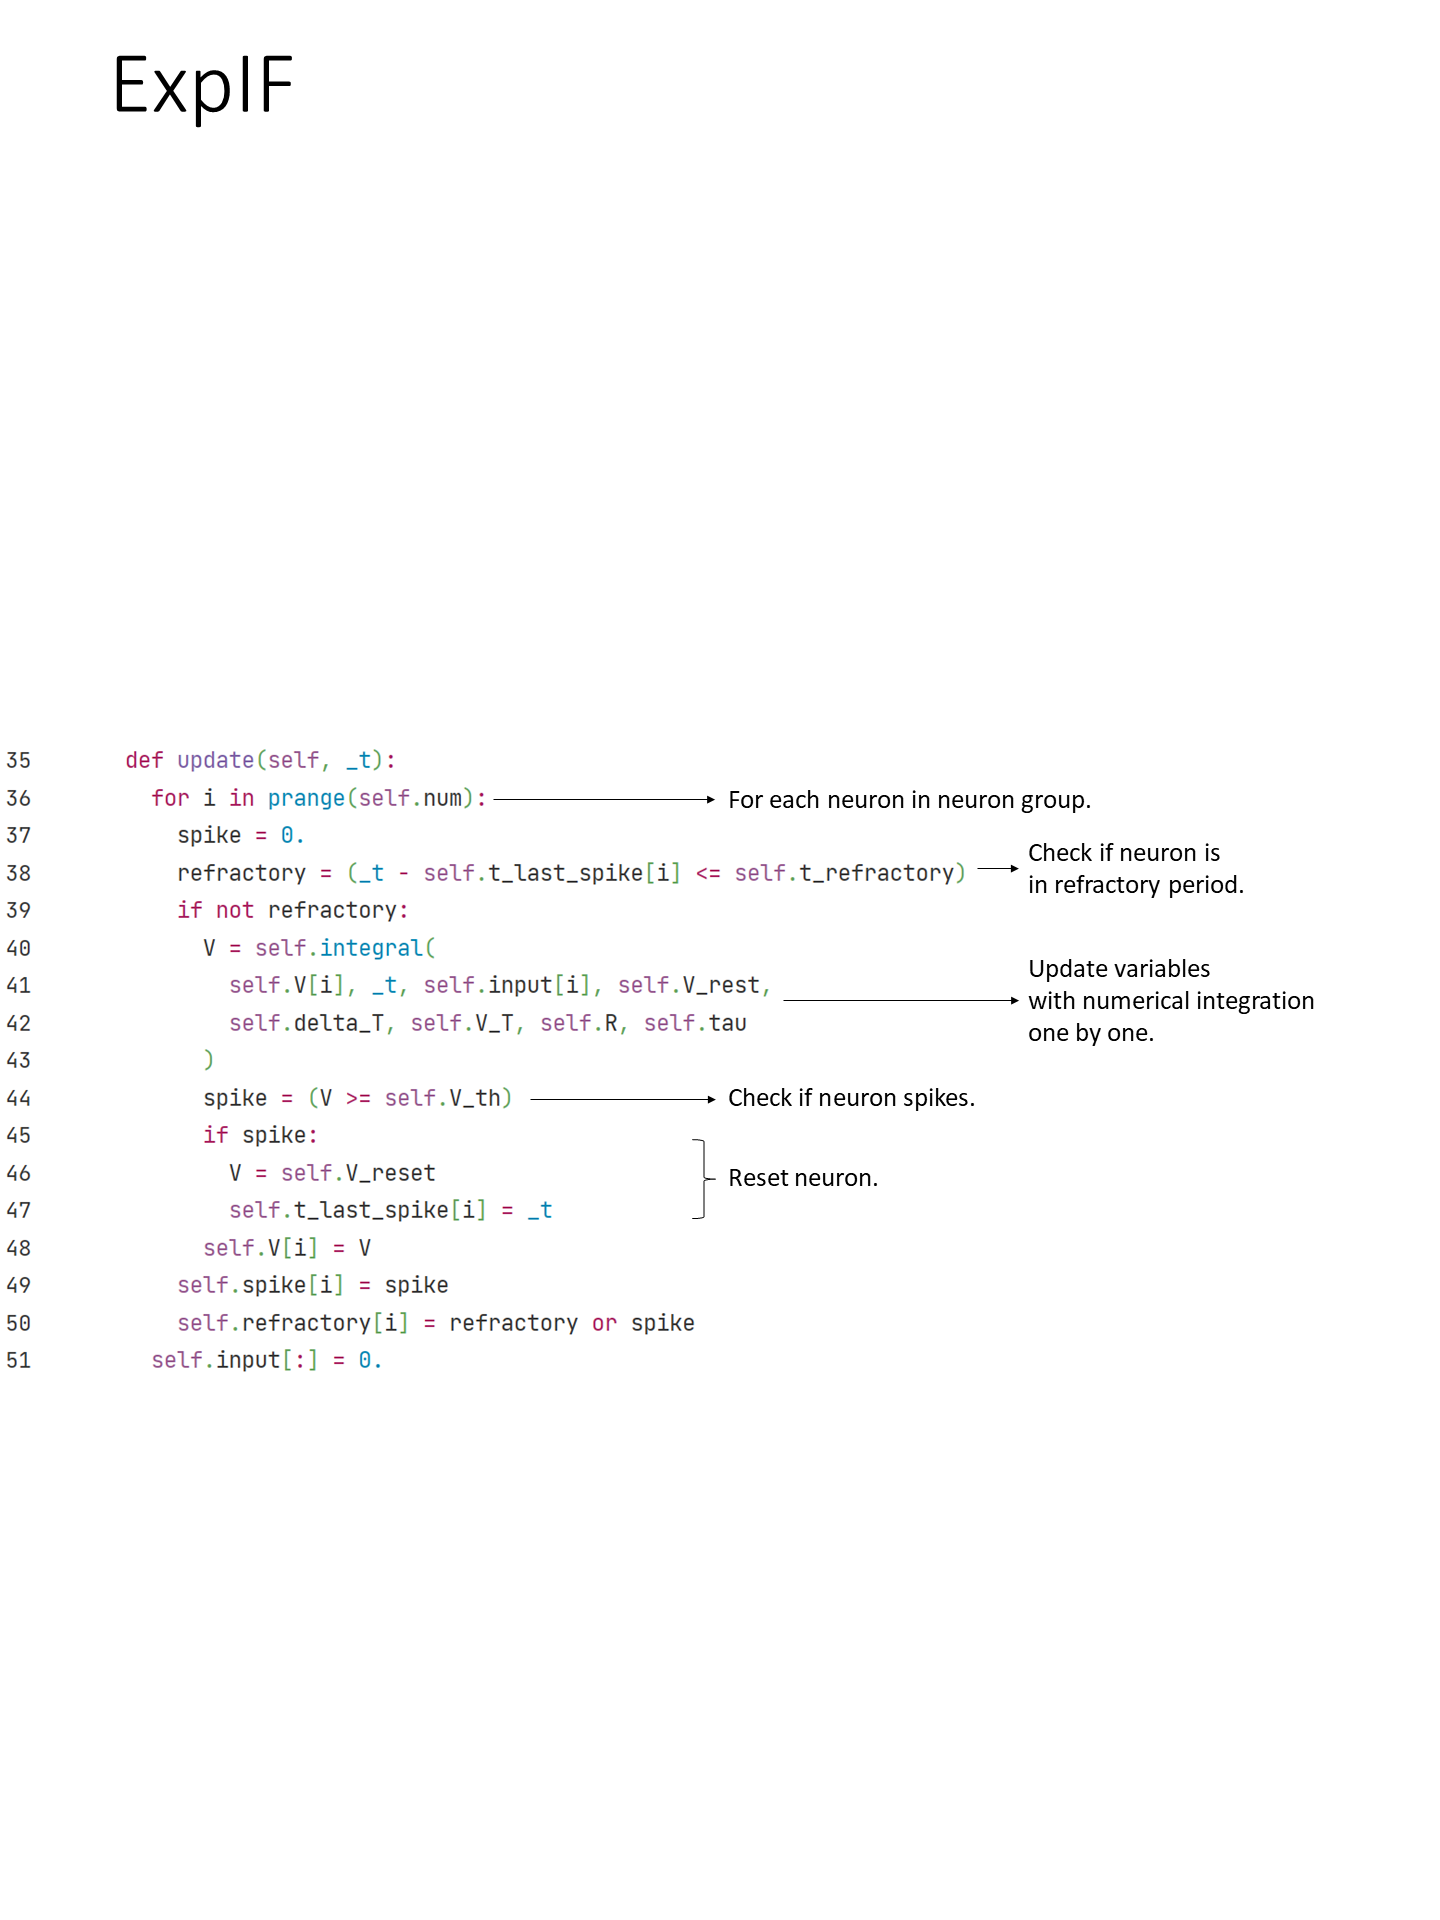 ExpIF
35 def update(self, _t):
36 for i in prange(self.num):
For each neuron in neuron group.
37 spike = 0.
38 refractory = (_t - self.t_last_spike[i] <= self.t_refractory)
Check if neuron is
in refractory period.
39 if not refractory:
40 V = self.integral(
41 self.V[i], _t, self.input[i], self.V_rest,
42 self.delta_T, self.V_T, self.R, self.tau
Update variables
with numerical integration
one by one.
43 )
44 spike = (V >= self.V_th)
Check if neuron spikes.
45 if spike:
46 V = self.V_reset
47 self.t_last_spike[i] = _t
Reset neuron.
48 self.V[i] = V
49 self.spike[i] = spike
50 self.refractory[i] = refractory or spike
51 self.input[:] = 0.